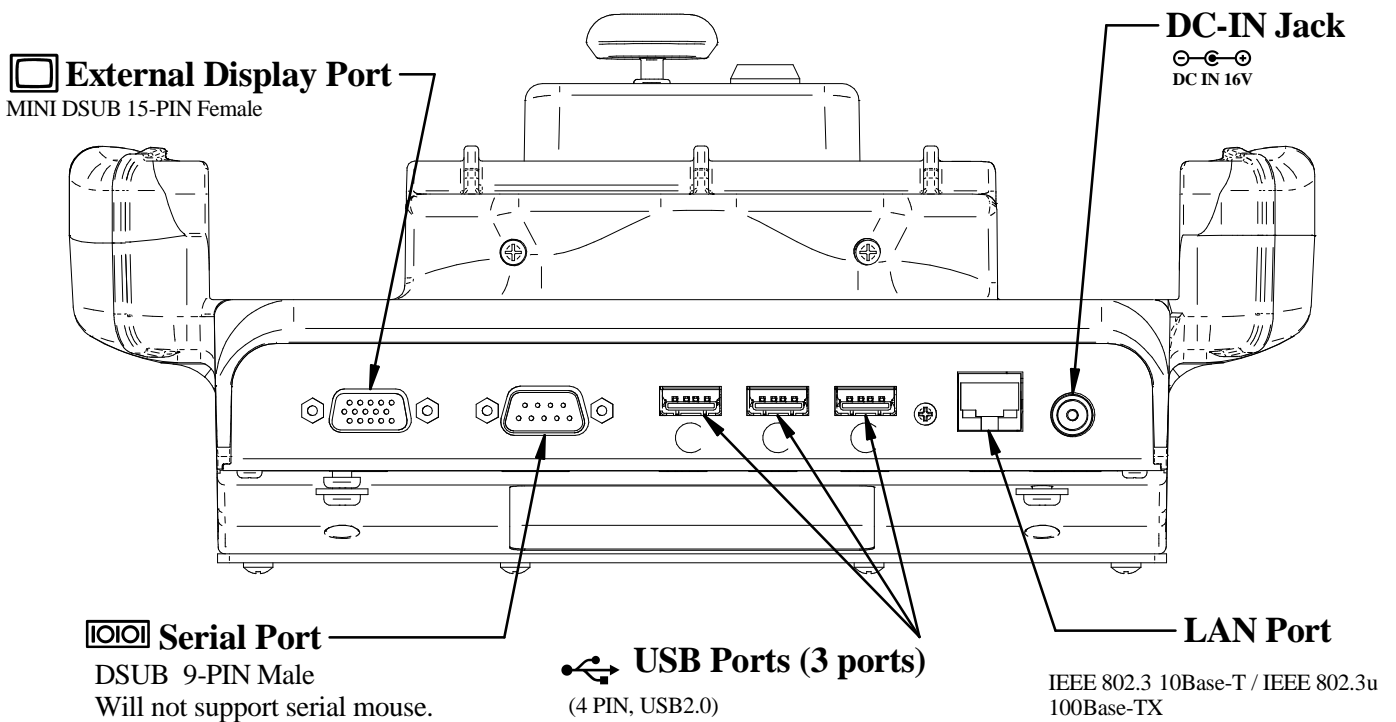 DC-IN Jack
DC IN 16V
External Display Port
MINI DSUB 15-PIN Female
IOIOI Serial Port
DSUB 9-PIN Male
Will not support serial mouse.
USB Ports (3 ports)
(4 PIN, USB2.0)
LAN Port
IEEE 802.3 10Base-T / IEEE 802.3u
100Base-TX